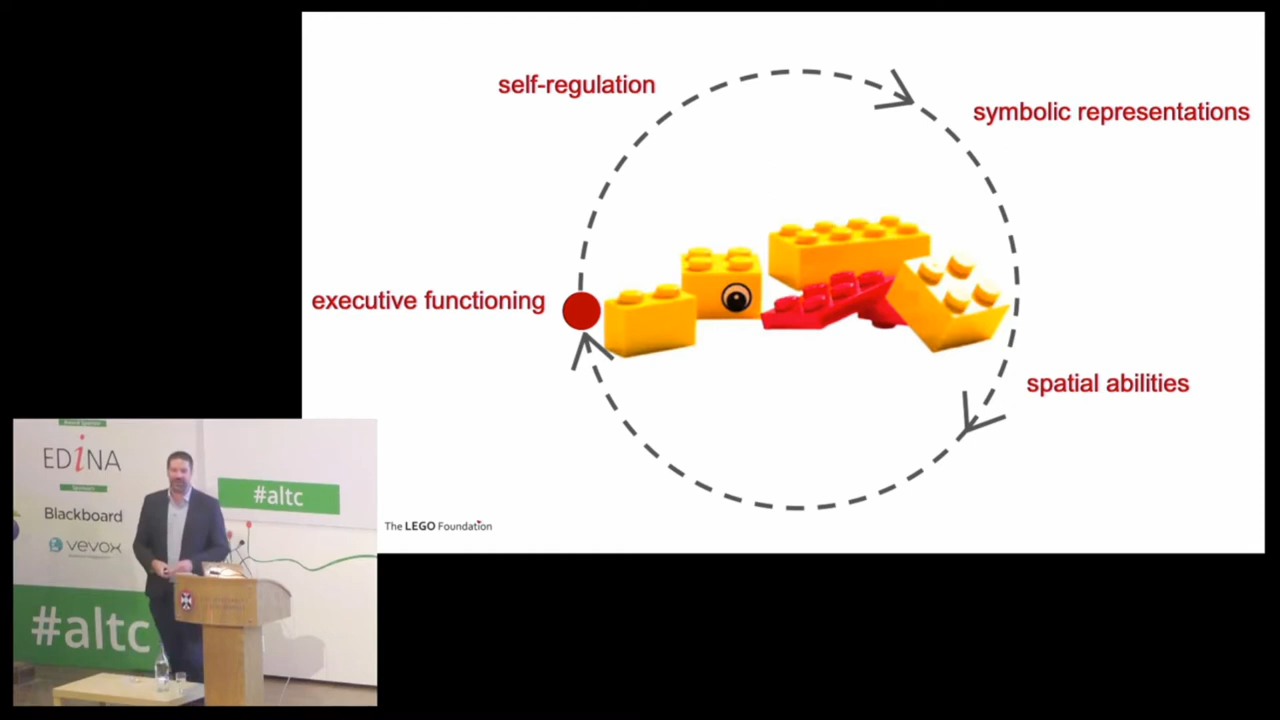 self-regulation
symbolic representations
executive functioning
spatial abilities
The LEGO Foundation
EDiNA
Blackboard
vevox
#altc
#altc